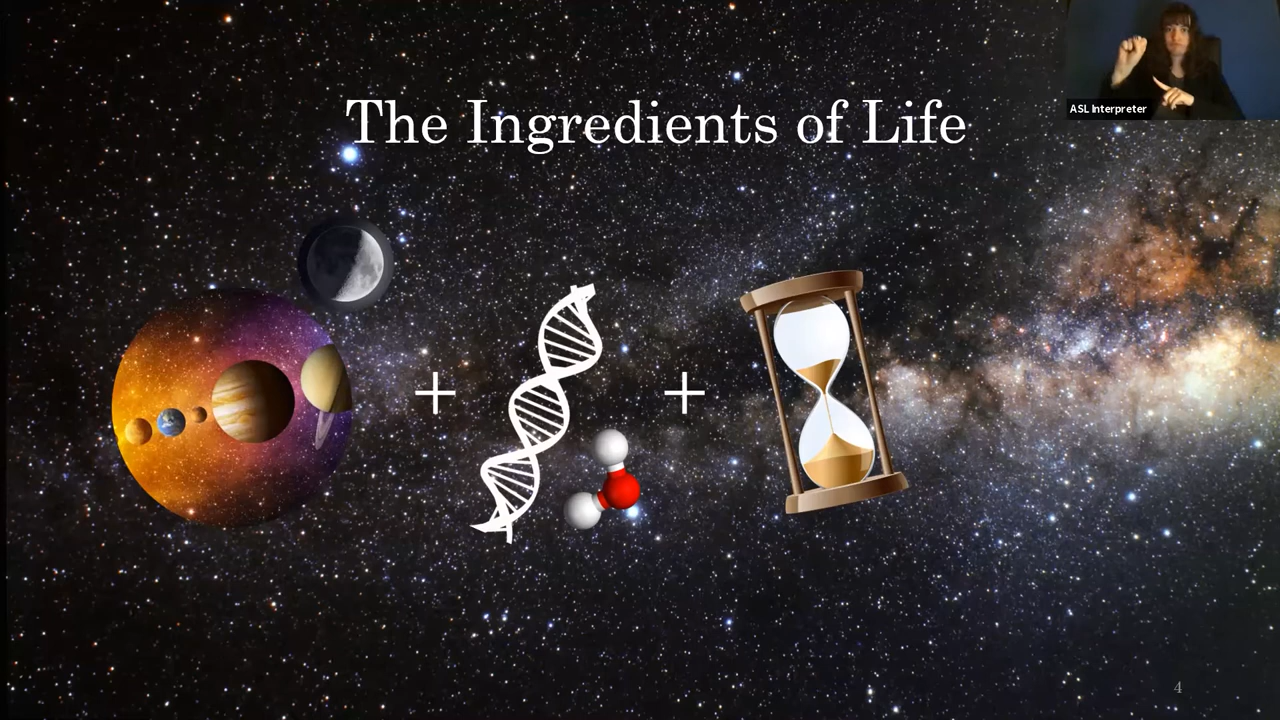 The Ingredients of Life
ASL Interpreter
+
+
4